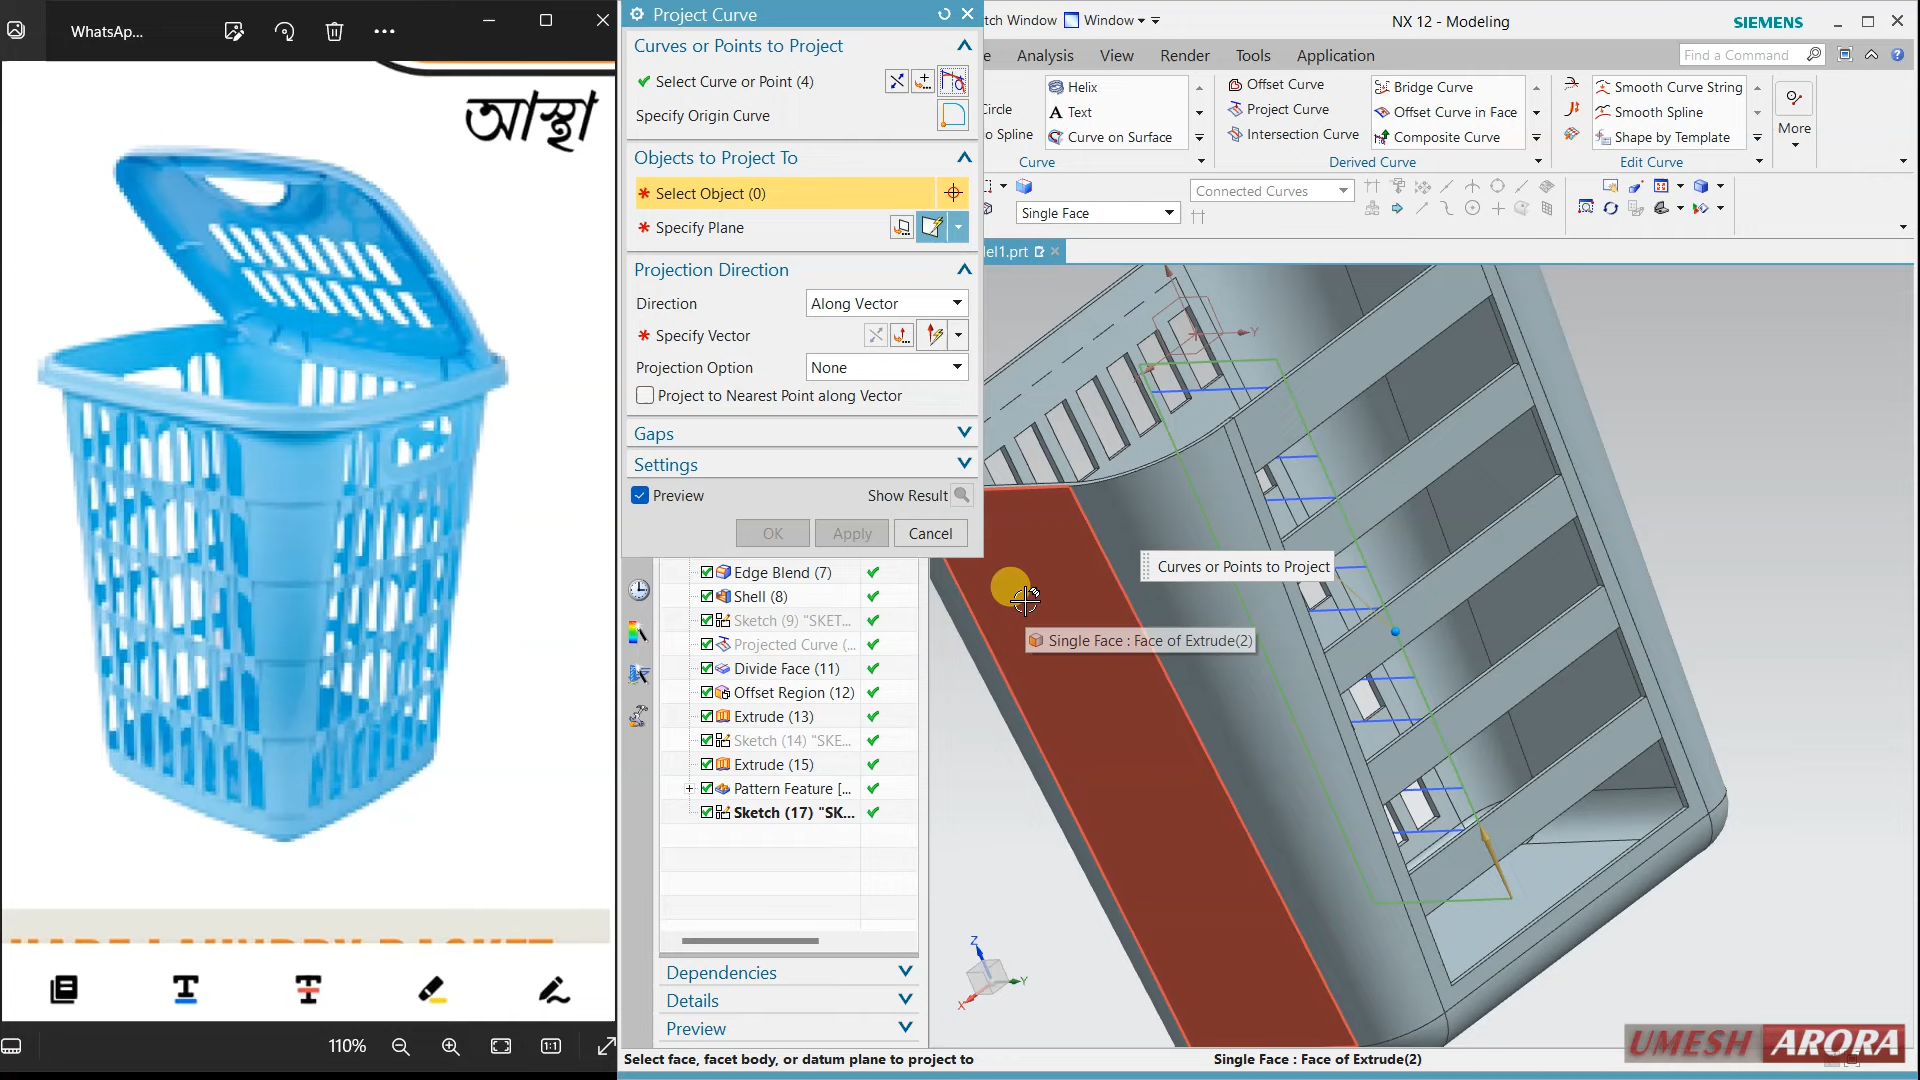 WhatsAp...
আস্থা
110%
1:1
Project Curve
Curves or Points to Project
Select Curve or Point (4)
Specify Origin Curve
Objects to Project To
* Select Object (0)
* Specify Plane
Projection Direction
Direction
Along Vector
* Specify Vector
Projection Option
None
Project to Nearest Point along Vector
Gaps
Settings
Preview
Show Result
OK
Apply
Cancel
Edge Blend (7)
Shell (8)
Sketch (9) "SKET...
Projected Curve (...
Divide Face (11)
Offset Region (12)
Extrude (13)
Sketch (14) "SKE...
Extrude (15)
Pattern Feature [...
Sketch (17) "SK...
Dependencies
Details
Preview
Select face, facet body, or datum plane to project to
Single Face : Face of Extrude(2)
tch Window
Window
NX 12 - Modeling
SIEMENS
Analysis
View
Render
Tools
Application
Find a Command
Helix
Text
Curve on Surface
Curve
Offset Curve
Project Curve
Intersection Curve
Bridge Curve
Offset Curve in Face
Composite Curve
Derived Curve
Smooth Curve String
Smooth Spline
Shape by Template
Edit Curve
More
Single Face
Connected Curves
del1.prt
Y
Curves or Points to Project
Single Face : Face of Extrude(2)
Z
Y
X
UMESH ARORA